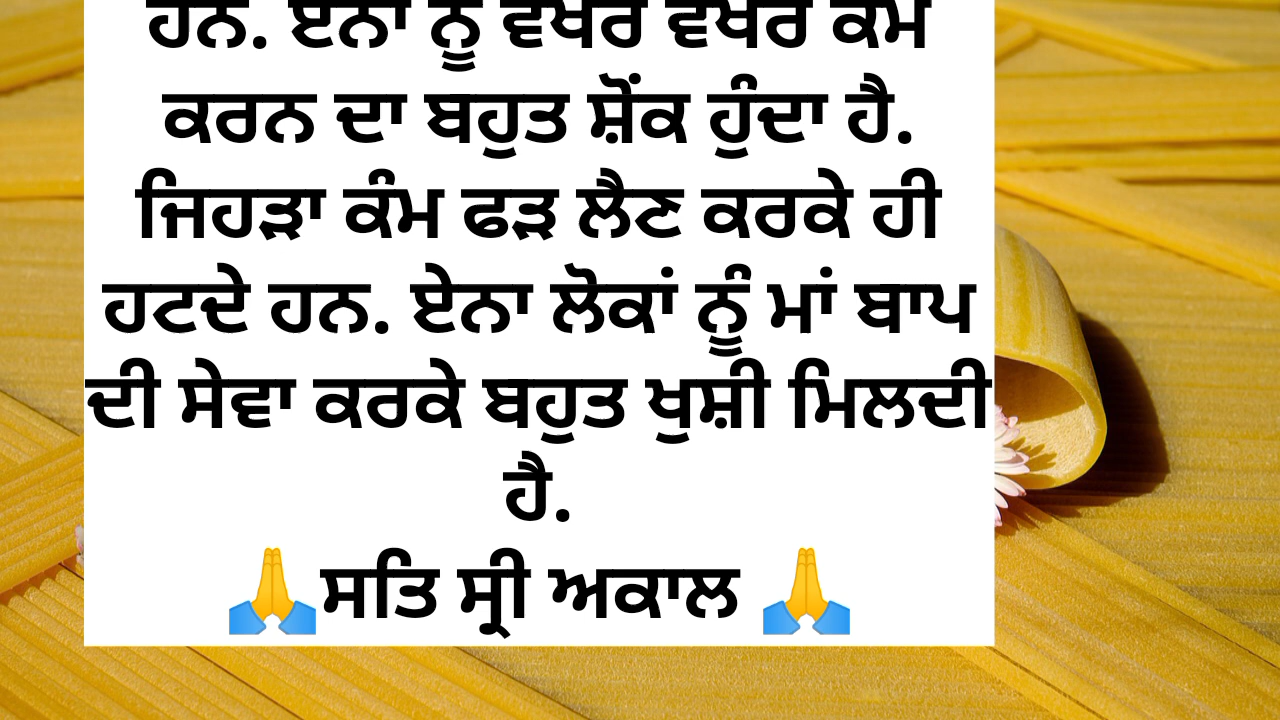 ਹਨ. ਏਨਾ ਨੂੰ ਵਖਰ ਵਖਰ ਕੰਮ
ਕਰਨ ਦਾ ਬਹੁਤ ਸ਼ੋਂਕ ਹੁੰਦਾ ਹੈ.
ਜਿਹੜਾ ਕੰਮ ਫੜ ਲੈਣ ਕਰਕੇ ਹੀ
ਹਟਦੇ ਹਨ. ਏਨਾ ਲੋਕਾਂ ਨੂੰ ਮਾਂ ਬਾਪ
ਦੀ ਸੇਵਾ ਕਰਕੇ ਬਹੁਤ ਖੁਸ਼ੀ ਮਿਲਦੀ
ਹੈ.
🙏ਸਤਿ ਸ੍ਰੀ ਅਕਾਲ 🙏